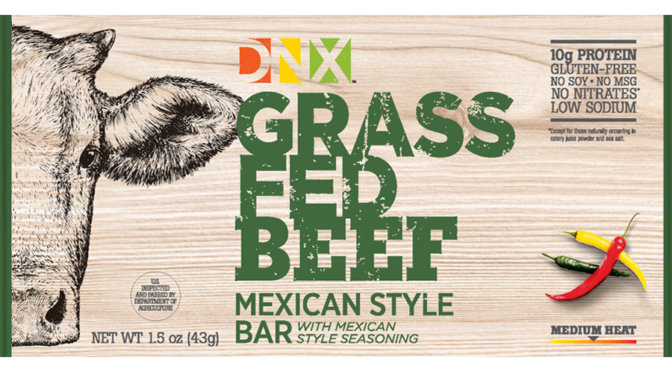 DNX™
GRASS
FED
BEEF
MEXICAN STYLE
BAR WITH MEXICAN
STYLE SEASONING
10g PROTEIN
GLUTEN-FREE
NO SOY • NO MSG
NO NITRATES*
LOW SODIUM
*Except for those naturally occurring in
celery juice powder and sea salt.
U.S.
INSPECTED
AND PASSED BY
DEPARTMENT OF
AGRICULTURE
NET WT 1.5 oz (43g)
MEDIUM HEAT